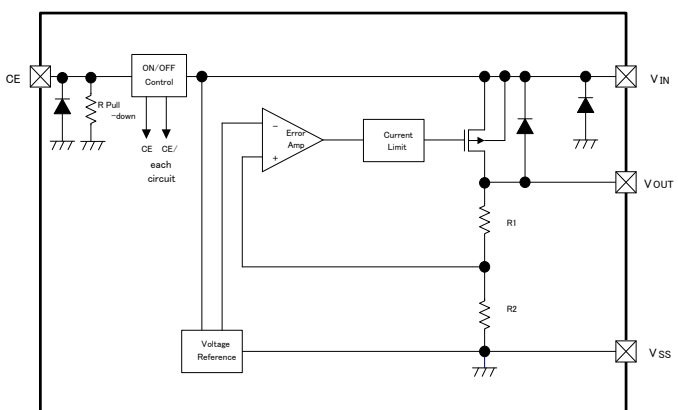 CE
ON/OFF
Control
R Pull
-down
CE CE/
each
circuit
−
Error
Amp
+
Current
Limit
VIN
VOUT
R1
R2
Voltage
Reference
VSS